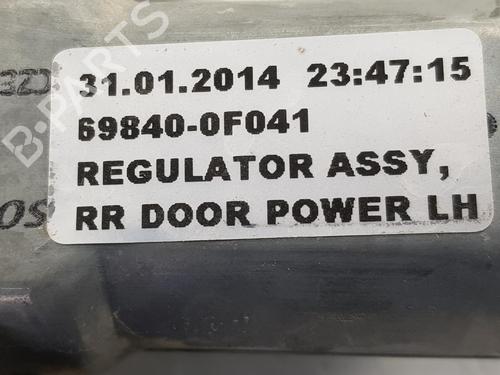 31.01.2014 23:47:15
69840-0F041
REGULATOR ASSY,
RR DOOR POWER LH
B-PARTS